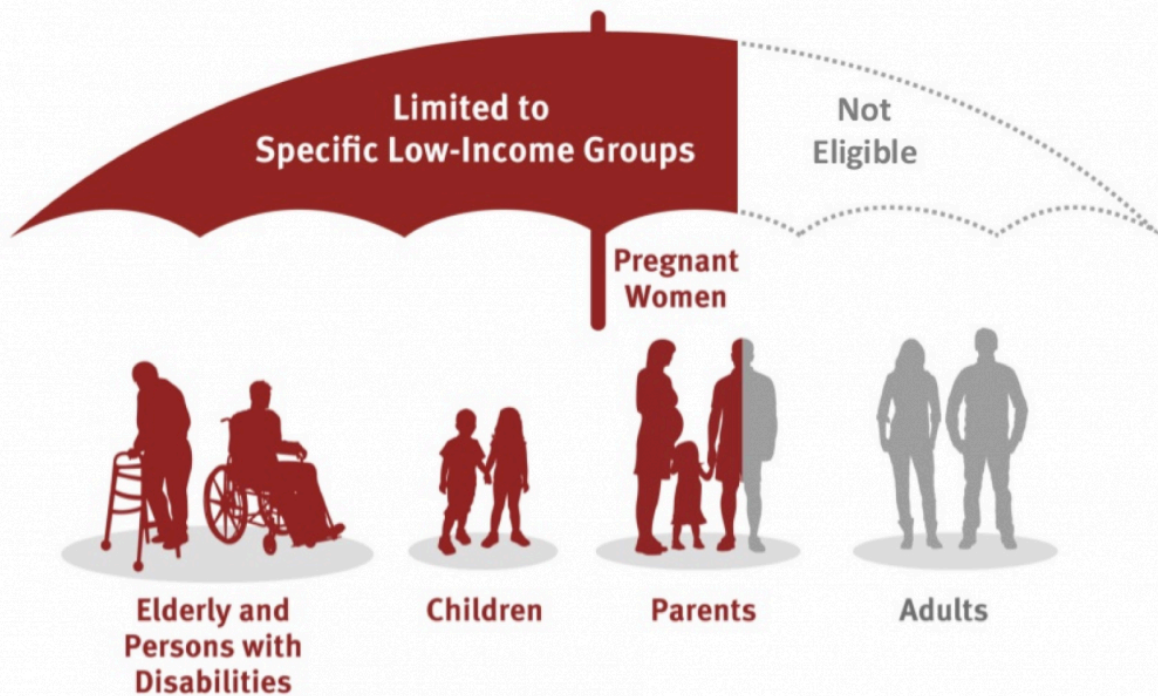 Limited to
Specific Low-Income Groups
Not
Eligible
Pregnant
Women
Elderly and
Persons with
Disabilities
Children
Parents
Adults